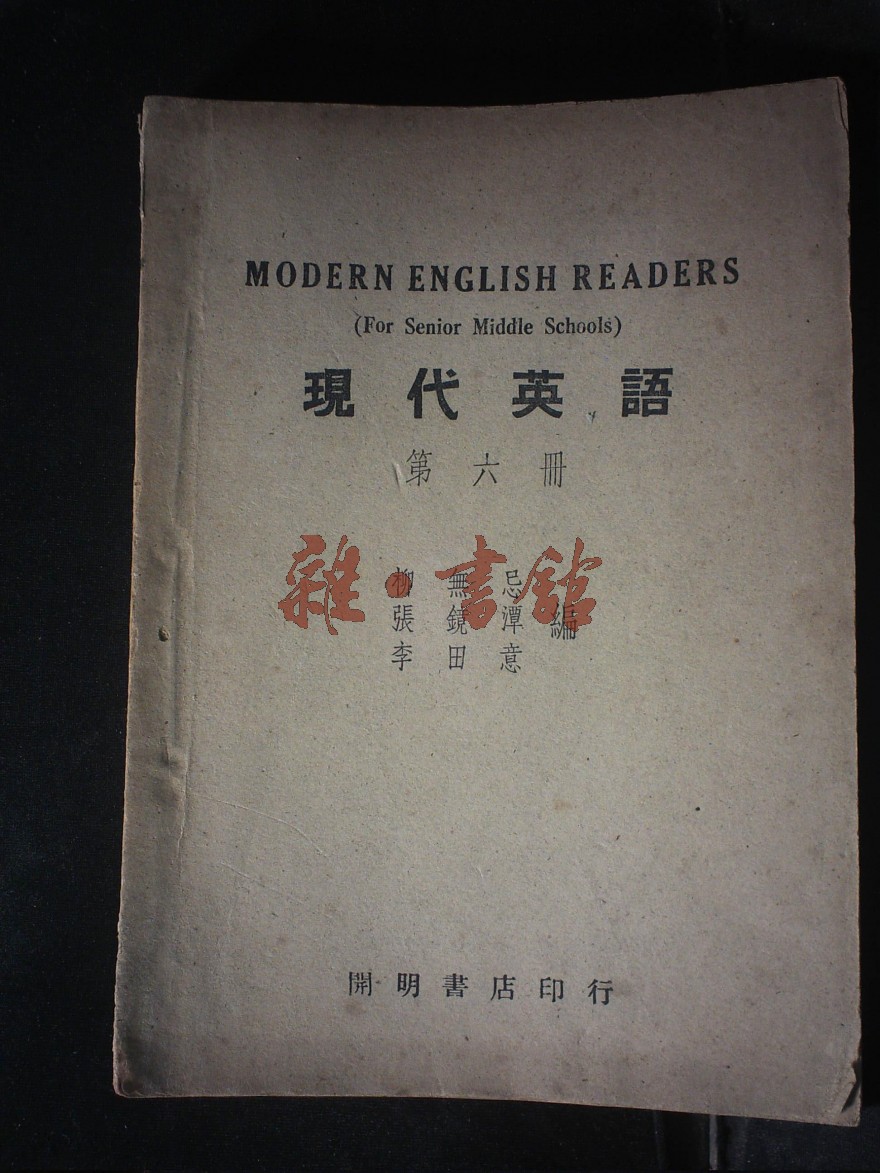 MODERN ENGLISH READERS
(For Senior Middle Schools)
現代英語
第六冊
柳無忌
張鏡潭 編
李田意
雜·書館
開明書店印行